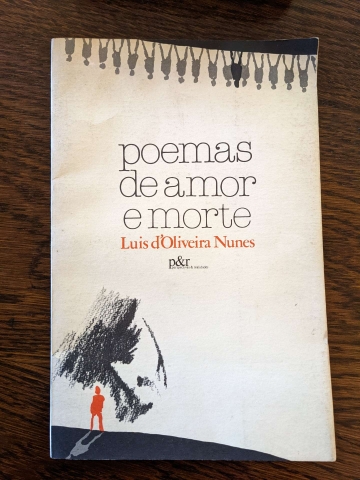 poemas
de amor
e morte
Luis d'Oliveira Nunes
p&r